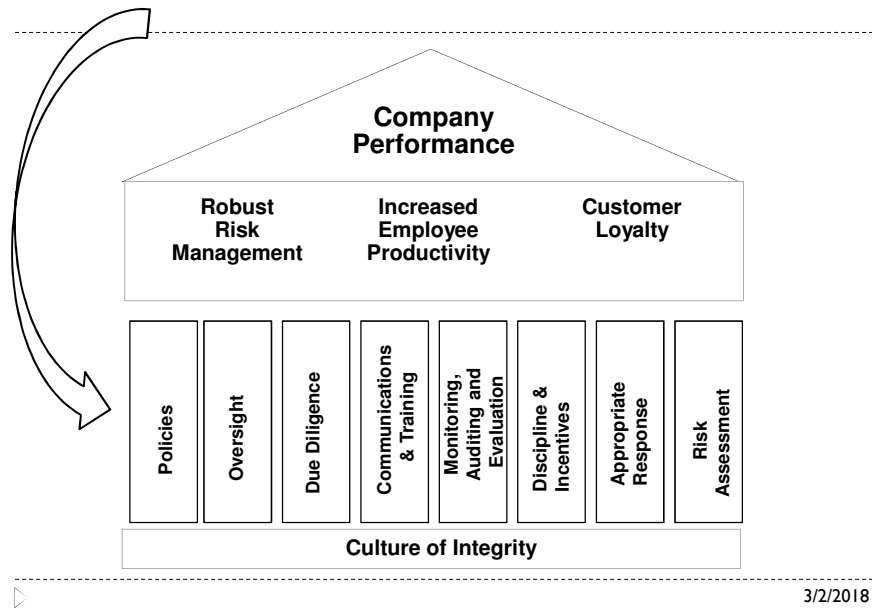 Company
Performance
Robust
Risk
Management
Increased
Employee
Productivity
Customer
Loyalty
Policies
Oversight
Due Diligence
Communications
& Training
Monitoring,
Auditing and
Evaluation
Discipline &
Incentives
Appropriate
Response
Risk
Assessment
Culture of Integrity
3/2/2018